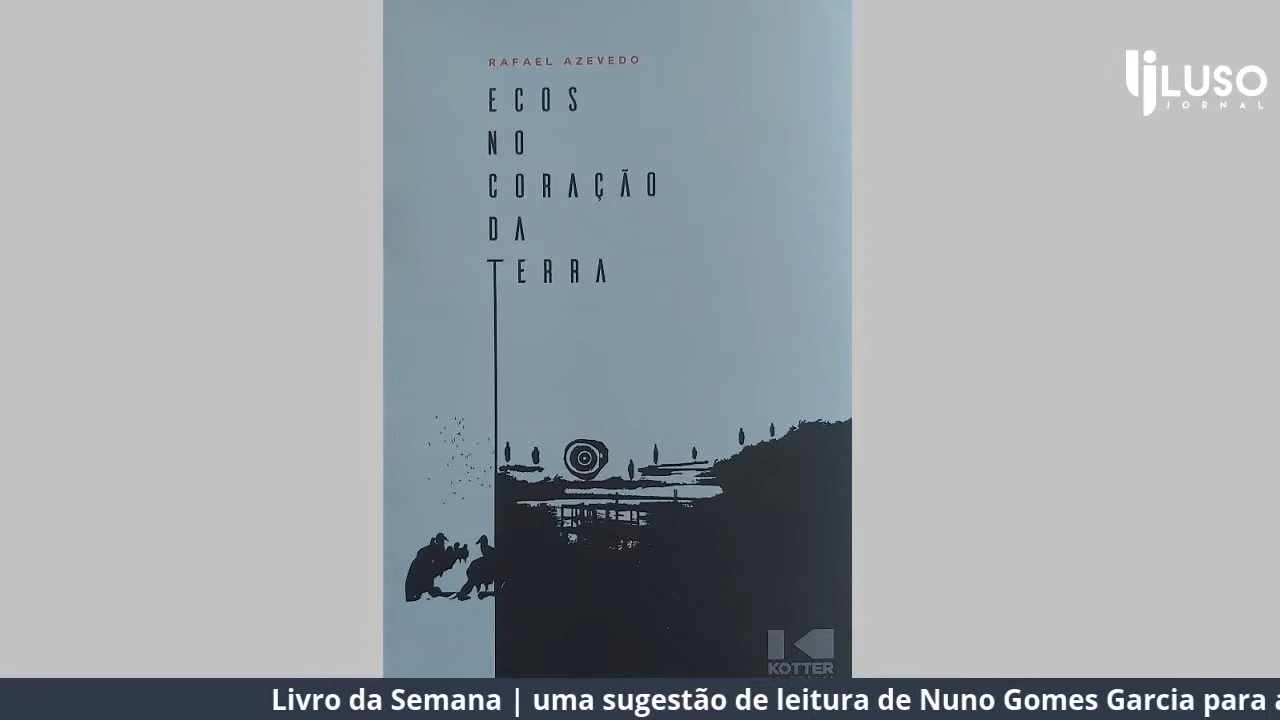 RAFAEL AZEVEDO
ECOS
NO
CORAÇÃO
DA
TERRA
LUSO
JORNAL
KOTTER
Livro da Semana | uma sugestão de leitura de Nuno Gomes Garcia para a